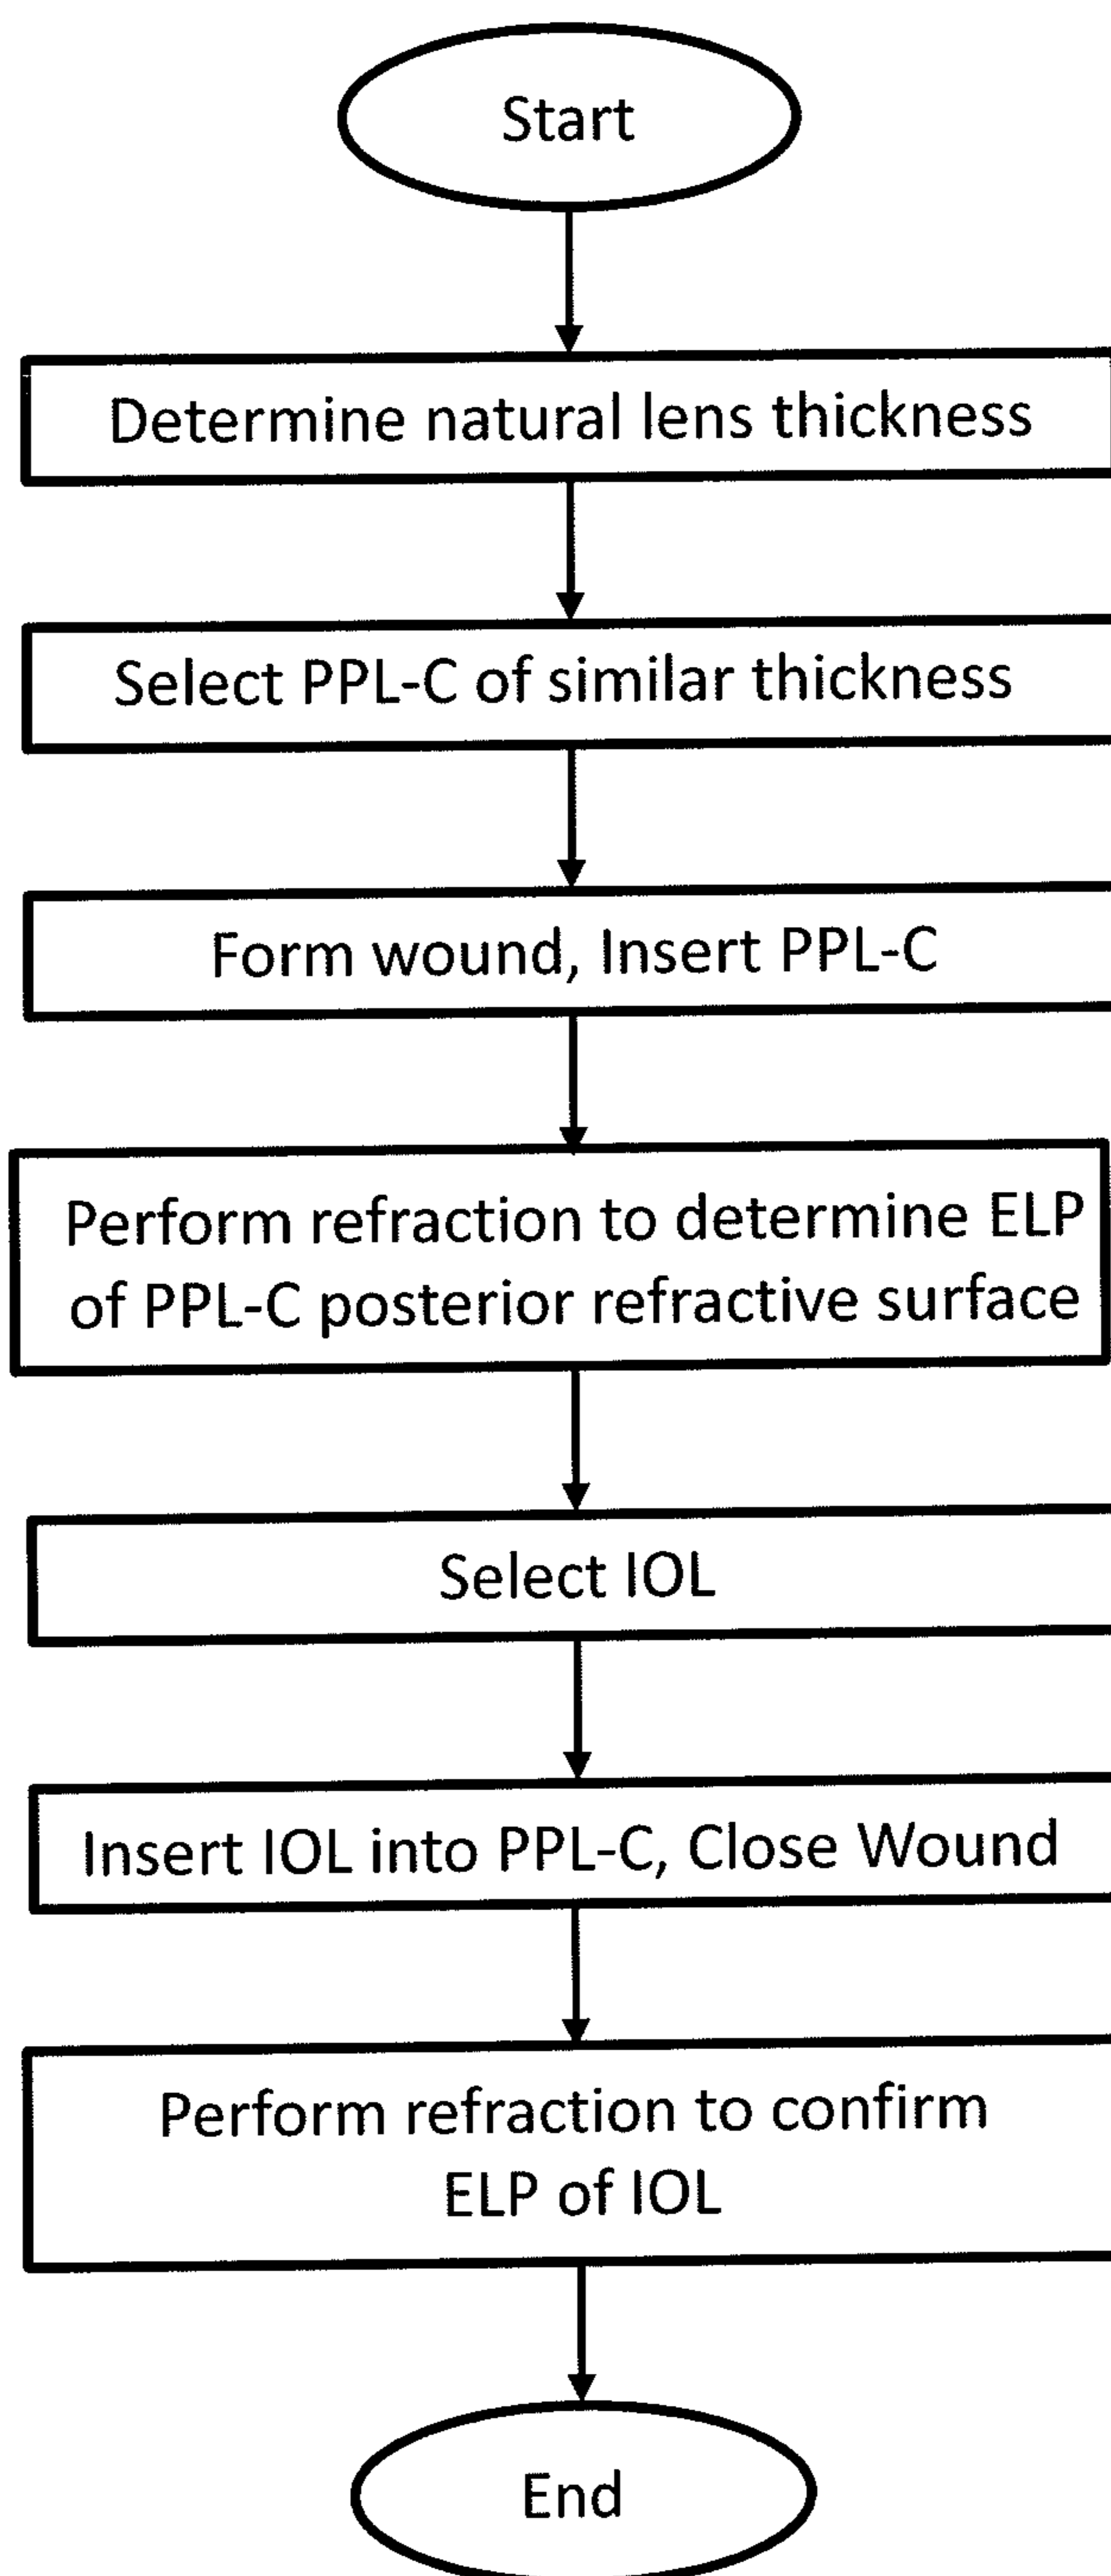 Start
Determine natural lens thickness
Select PPL-C of similar thickness
Form wound, Insert PPL-C
Perform refraction to determine ELP
of PPL-C posterior refractive surface
Select IOL
Insert IOL into PPL-C, Close Wound
Perform refraction to confirm
ELP of IOL
End